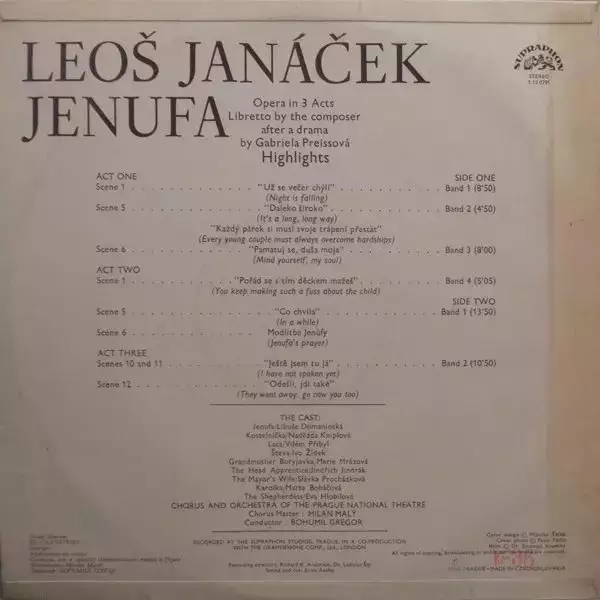 LEOŠ JANÁČEK
JENUFA
SUPRAPHON
STEREO
Opera in 3 Acts
Libretto by the composer
after a drama
by Gabriela Preissová
Highlights
ACT ONE SIDE ONE
Scene 1 "Už se večer chýlí" Band 1 (8'50)
(Night is falling)
Scene 5 "Daleko široko" Band 2 (4'50)
(It's a long, long way)
"Každý párek si musí svoje trápení přestát"
(Every young couple must always overcome hardships)
Scene 6 "Pamatuj se, duša moja" Band 3 (8'00)
(Mind yourself, my soul)
ACT TWO
Scene 1 "Pořád se s tím děckem mažeš" Band 4 (5'05)
(You keep making such a fuss about the child)
SIDE TWO
Scene 5 "Co chvíla" Band 1 (13'50)
(In a while)
Scene 6 Modlitba Jenůfy
(Jenufa's prayer)
ACT THREE
Scenes 10 and 11 "Ještě jsem tu já" Band 2 (10'50)
(I have not spoken yet)
Scene 12 "Odešli, jdi také"
(They went away, go now you too)
THE CAST:
Jenufa/Libuše Domanínská
Kostelnička/Naděžda Kniplová
Laca/Vilém Přibyl
Števa/Ivo Žídek
Grandmother Buryjovka/Marie Mrázová
The Head Apprentice/Jindřich Jindrák
The Mayor's Wife/Slávka Procházková
Karolka/Marta Boháčová
The Shepherdess/Eva Hlobilová
CHORUS AND ORCHESTRA OF THE PRAGUE NATIONAL THEATRE
Chorus Master : MILAN MALÝ
Conductor : BOHUMIL GREGOR
RECORDED BY THE SUPRAPHON STUDIOS, PRAGUE, IN A CO-PRODUCTION
WITH THE GRAMOPHONE COMP., Ltd., LONDON
Recording directors:
MADE IN CZECHOSLOVAKIA